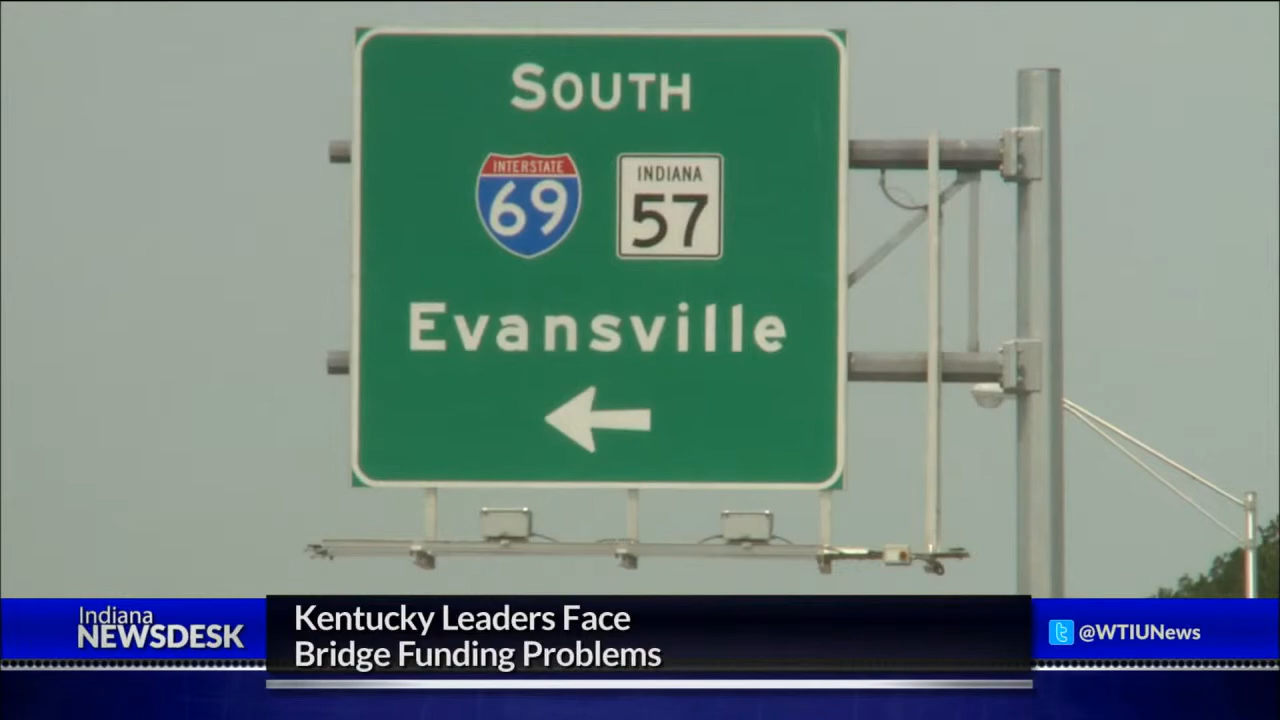 SOUTH
INTERSTATE
69
INDIANA
57
Evansville
Indiana
NEWSDESK
Kentucky Leaders Face
Bridge Funding Problems
@WTIUNews